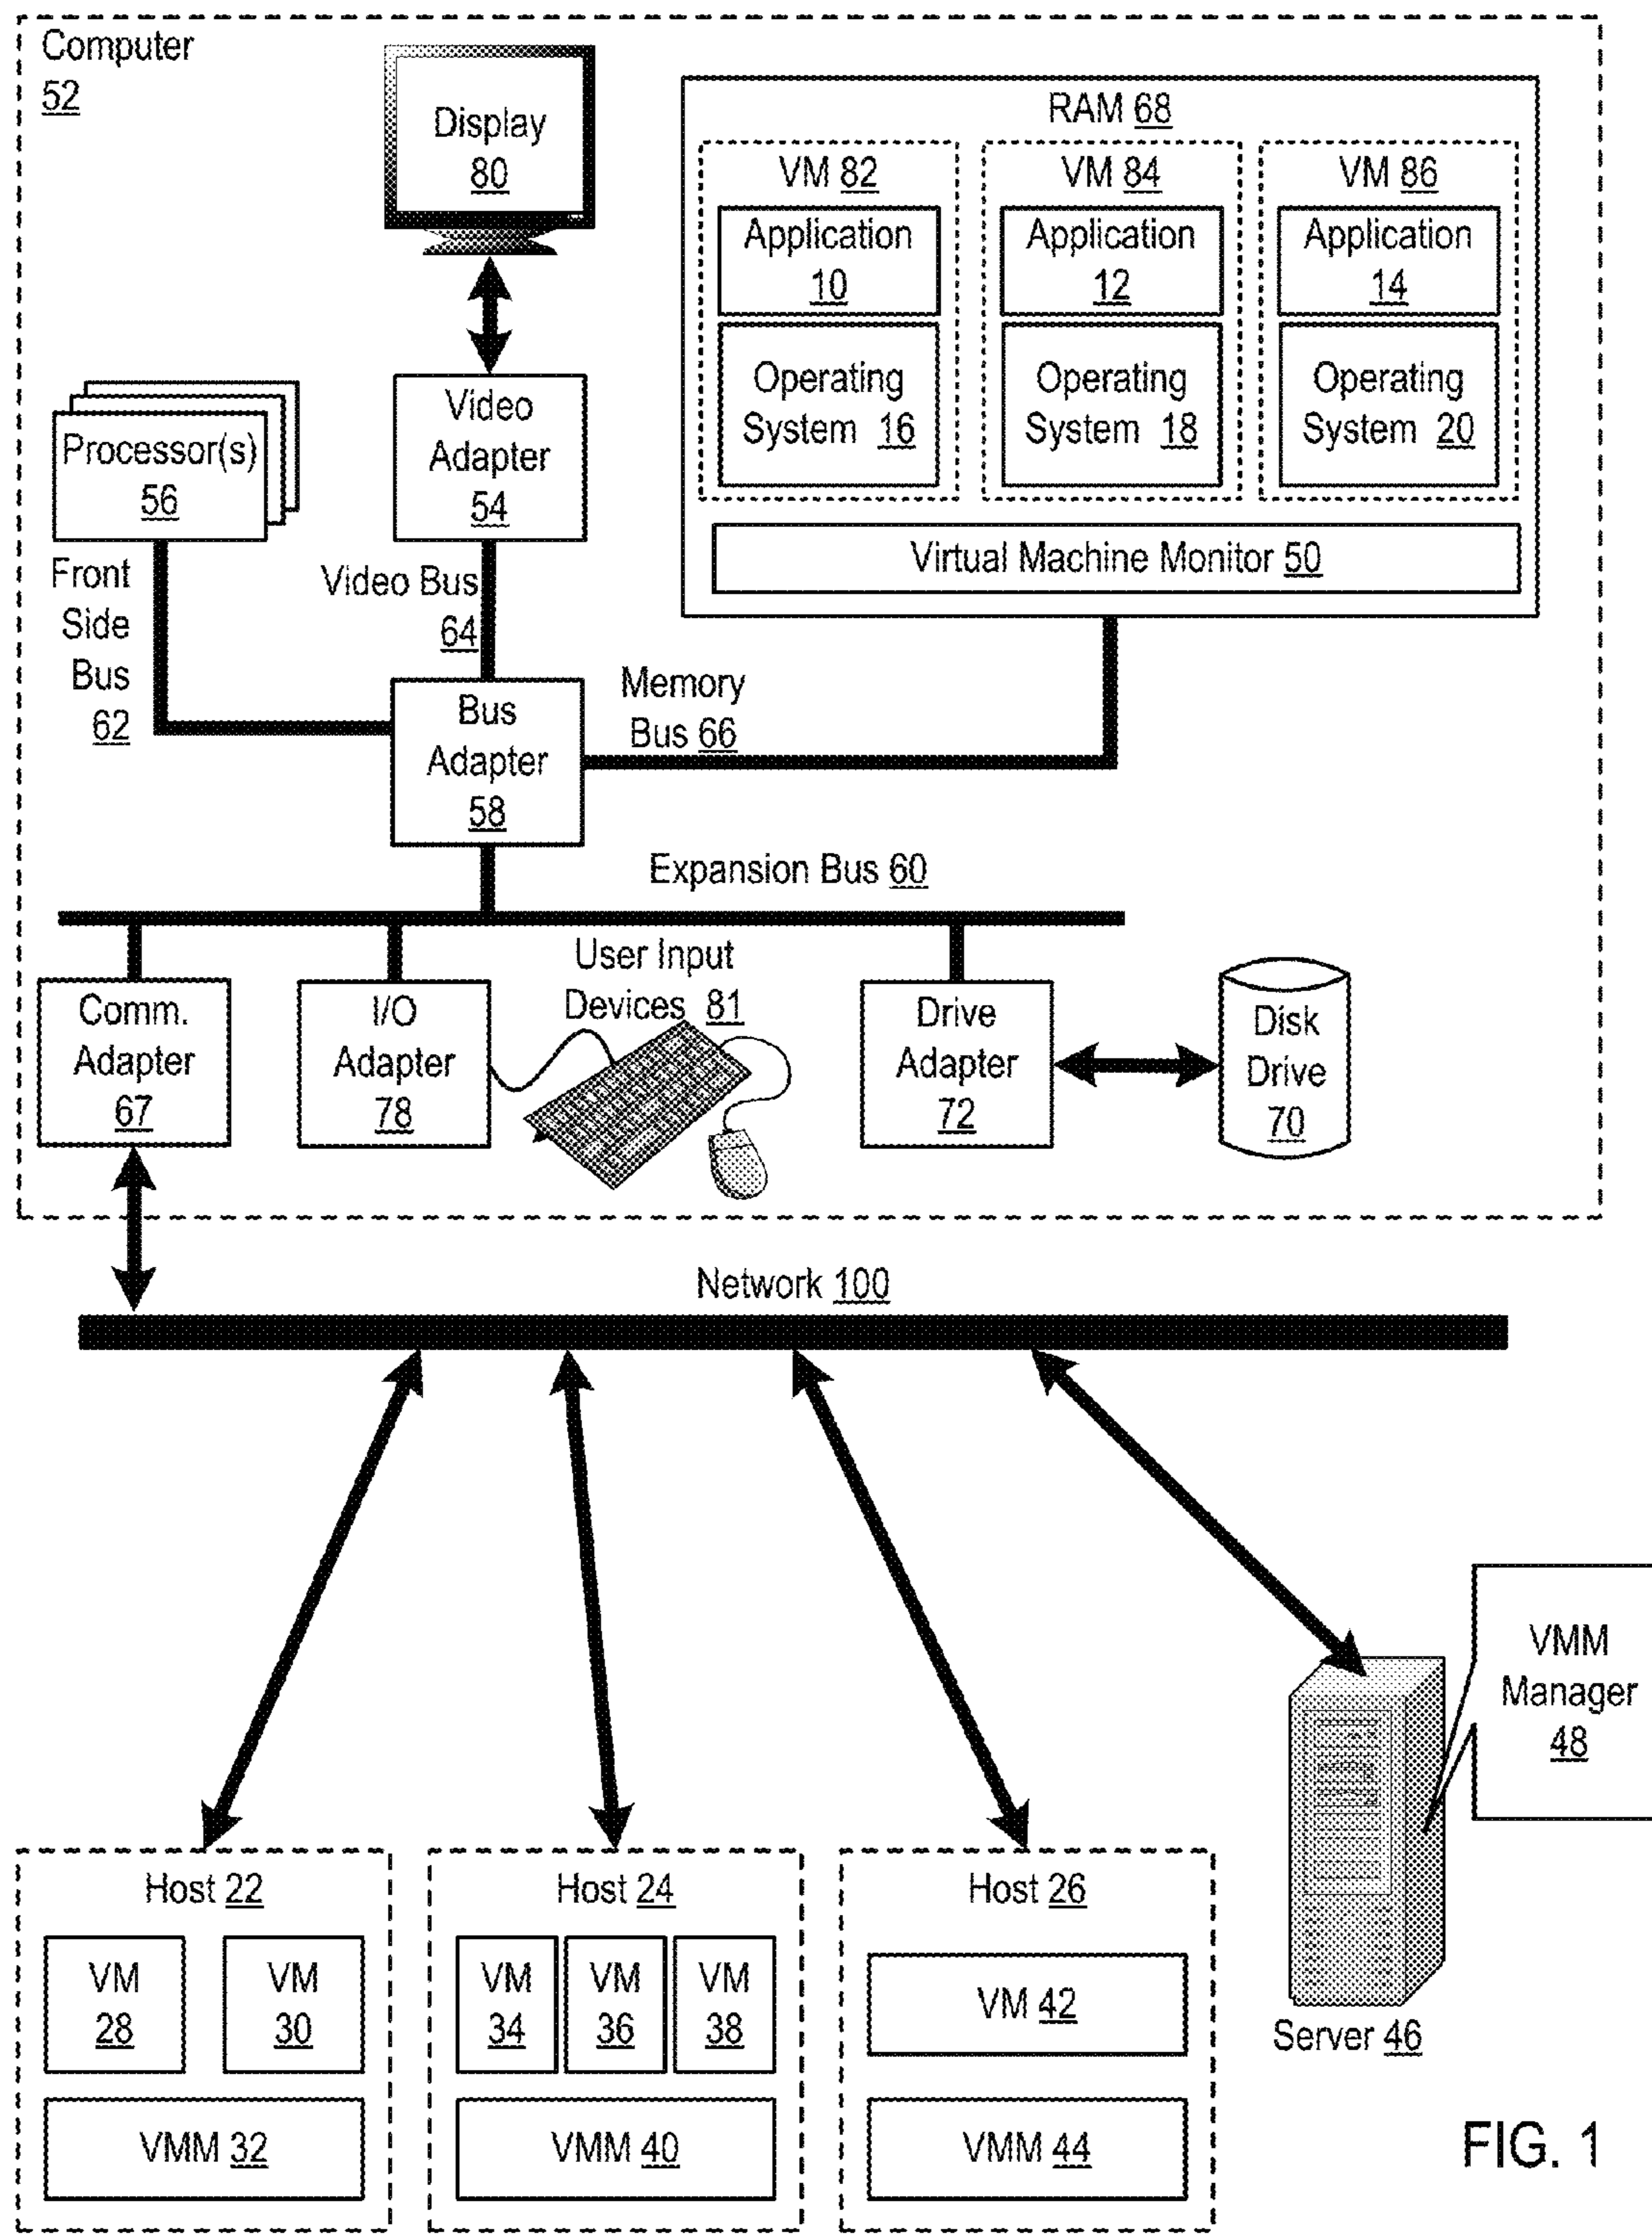 Computer
52
Display
80
RAM 68
VM 82
Application
10
Operating
System 16
VM 84
Application
12
Operating
System 18
VM 86
Application
14
Operating
System 20
Virtual Machine Monitor 50
Processor(s)
56
Video
Adapter
54
Front
Side
Bus
62
Video Bus
64
Bus
Adapter
58
Memory
Bus 66
Expansion Bus 60
Comm.
Adapter
67
I/O
Adapter
78
User Input
Devices 81
Drive
Adapter
72
Disk
Drive
70
Network 100
VMM
Manager
48
Server 46
Host 22
VM
28
VM
30
VMM 32
Host 24
VM
34
VM
36
VM
38
VMM 40
Host 26
VM 42
VMM 44
FIG. 1